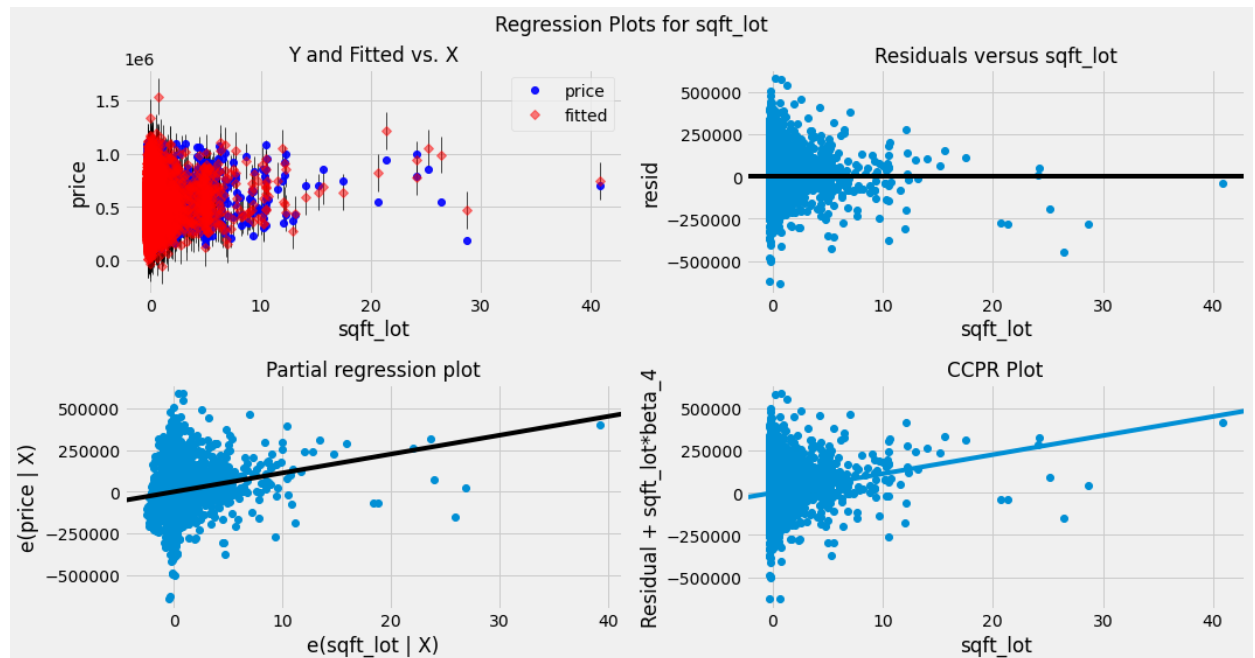 Regression Plots for sqft_lot
Y and Fitted vs. X
1e6
price
fitted
1.5
1.0
0.5
0.0
price
0
10
20
30
40
sqft_lot
Residuals versus sqft_lot
500000
250000
0
−250000
−500000
resid
0
10
20
30
40
sqft_lot
Partial regression plot
500000
250000
0
−250000
−500000
e(price | X)
0
10
20
30
40
e(sqft_lot | X)
CCPR Plot
500000
250000
0
−250000
−500000
Residual + sqft_lot*beta_4
0
10
20
30
40
sqft_lot